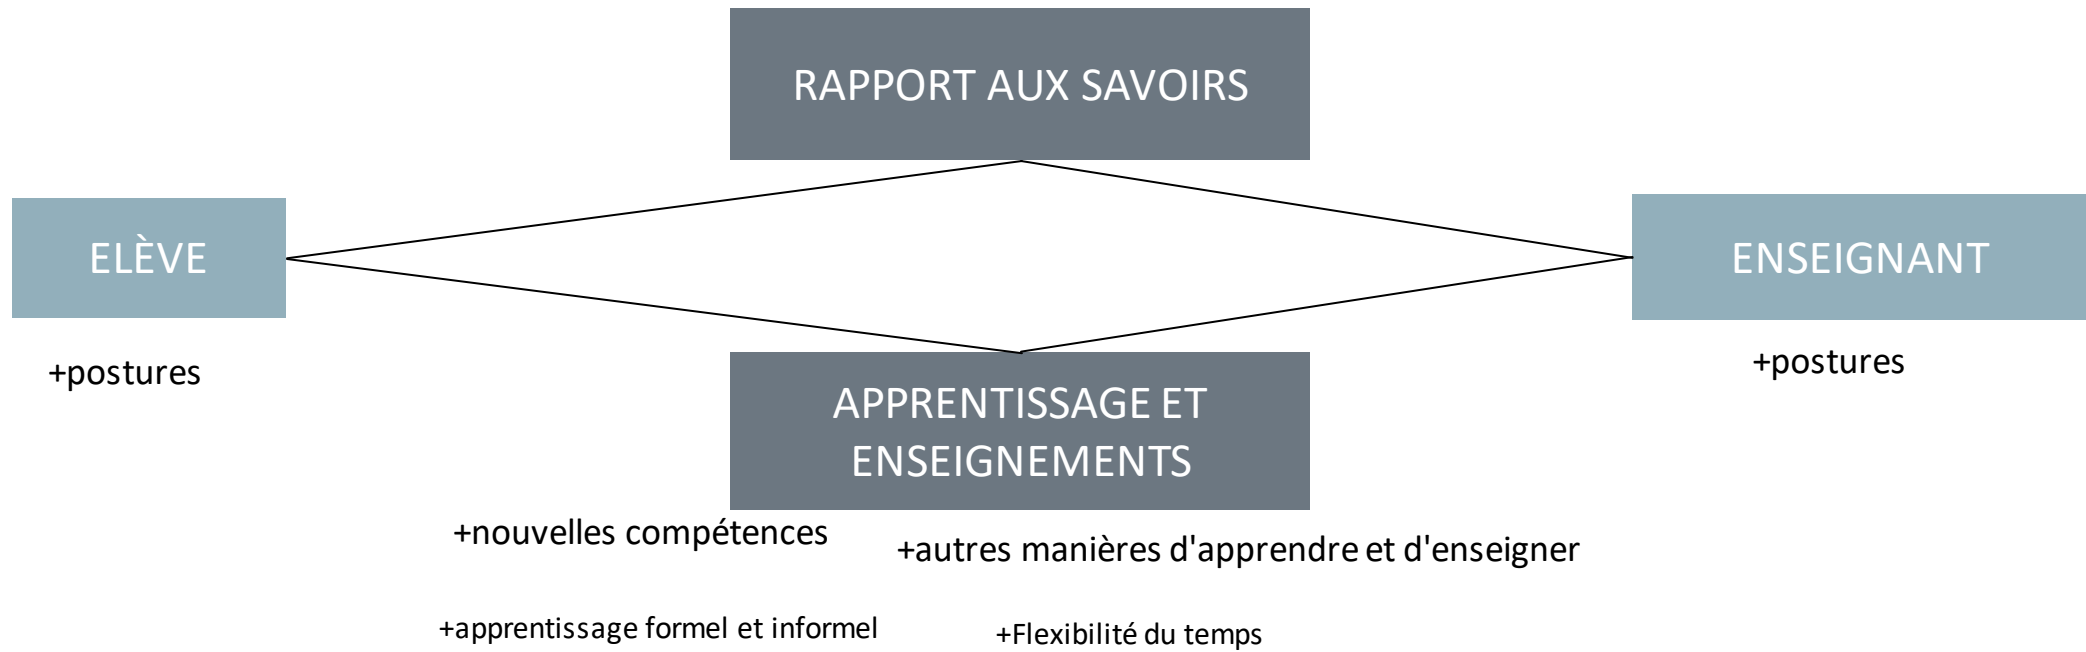 RAPPORT AUX SAVOIRS
ELÈVE
ENSEIGNANT
+postures
+postures
APPRENTISSAGE ET
ENSEIGNEMENTS
+nouvelles compétences
+autres manières d'apprendre et d'enseigner
+apprentissage formel et informel
+Flexibilité du temps